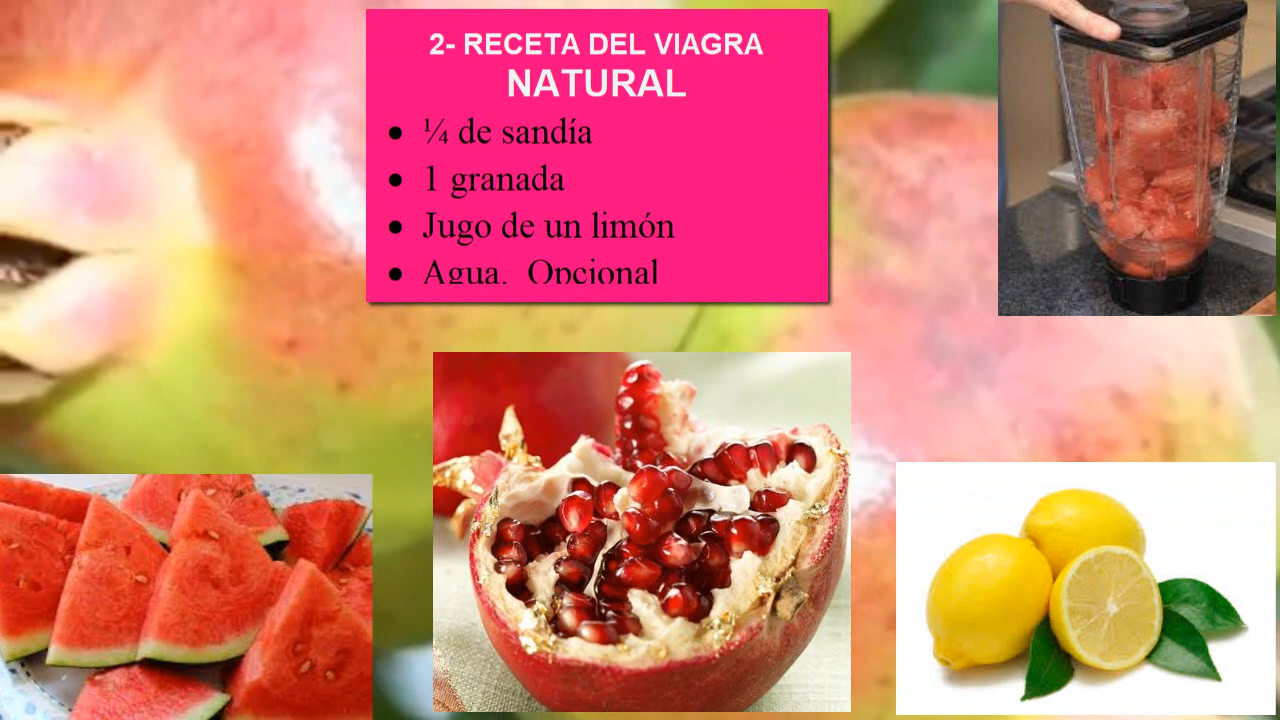 2- RECETA DEL VIAGRA
NATURAL
• ¼ de sandía
• 1 granada
• Jugo de un limón
• Agua. Opcional